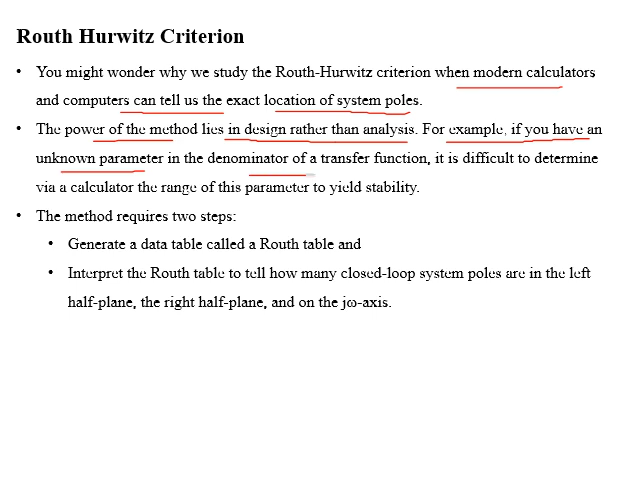 Routh Hurwitz Criterion
• You might wonder why we study the Routh-Hurwitz criterion when modern calculators
and computers can tell us the exact location of system poles.
• The power of the method lies in design rather than analysis. For example, if you have an
unknown parameter in the denominator of a transfer function, it is difficult to determine
via a calculator the range of this parameter to yield stability.
• The method requires two steps:
• Generate a data table called a Routh table and
• Interpret the Routh table to tell how many closed-loop system poles are in the left
half-plane, the right half-plane, and on the jω-axis.